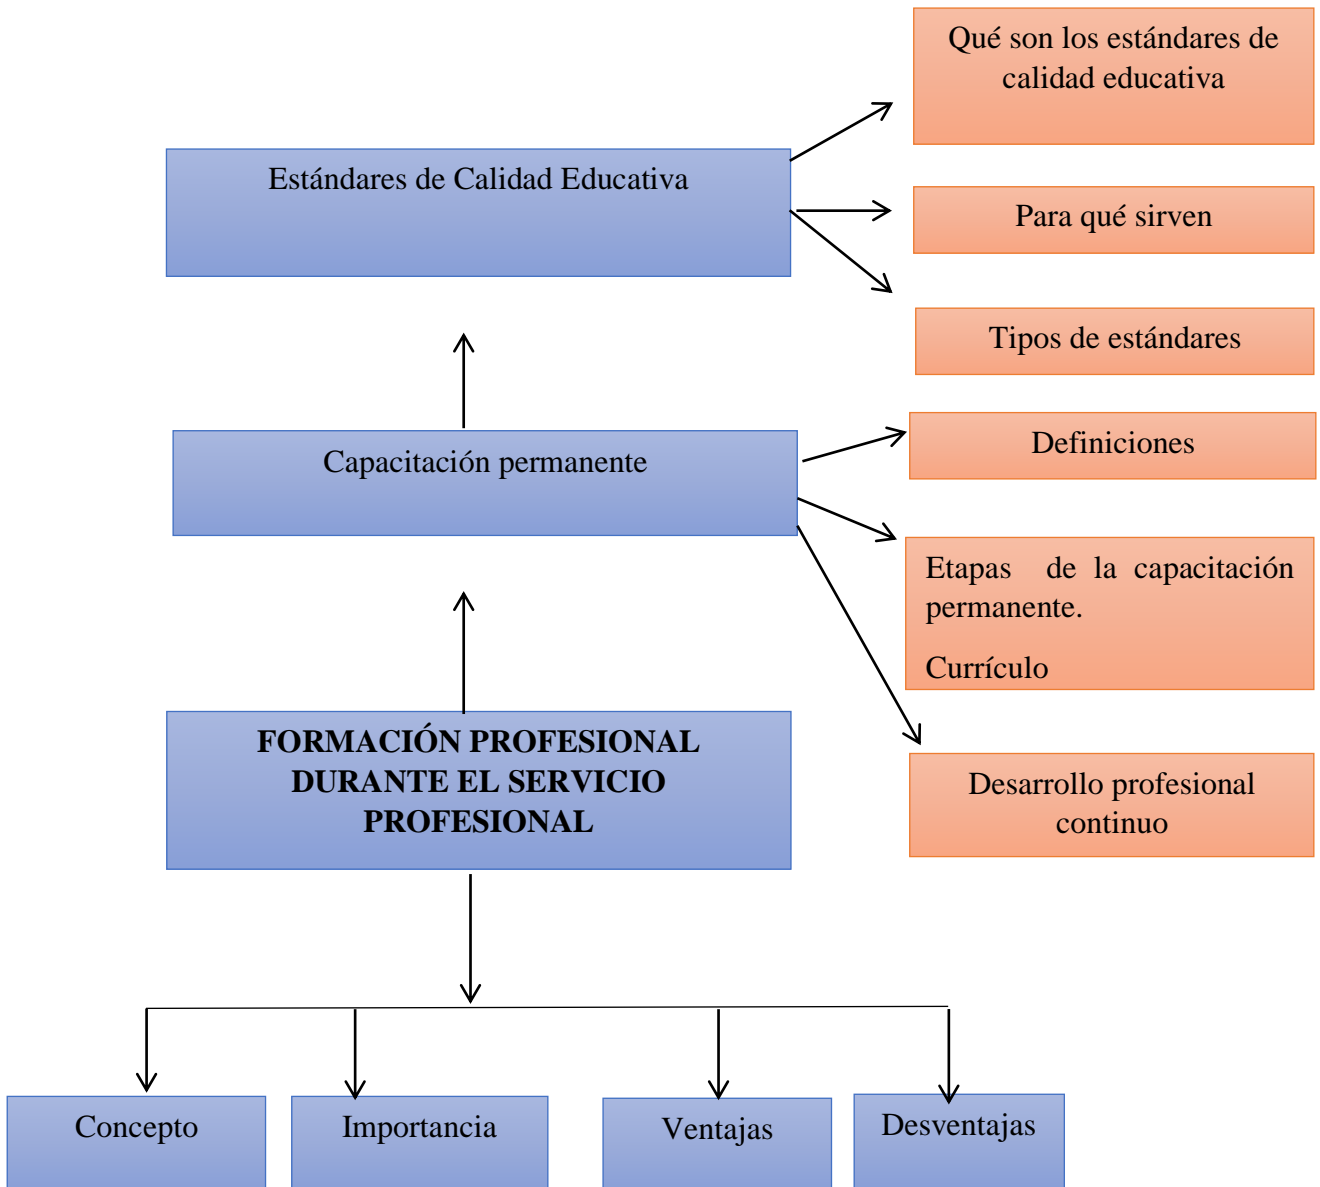 Qué son los estándares de
calidad educativa
Estándares de Calidad Educativa
Para qué sirven
Tipos de estándares
Definiciones
Capacitación permanente
Etapas de la capacitación
permanente.
Currículo
FORMACIÓN PROFESIONAL
DURANTE EL SERVICIO
PROFESIONAL
Desarrollo profesional
continuo
Concepto
Importancia
Ventajas
Desventajas